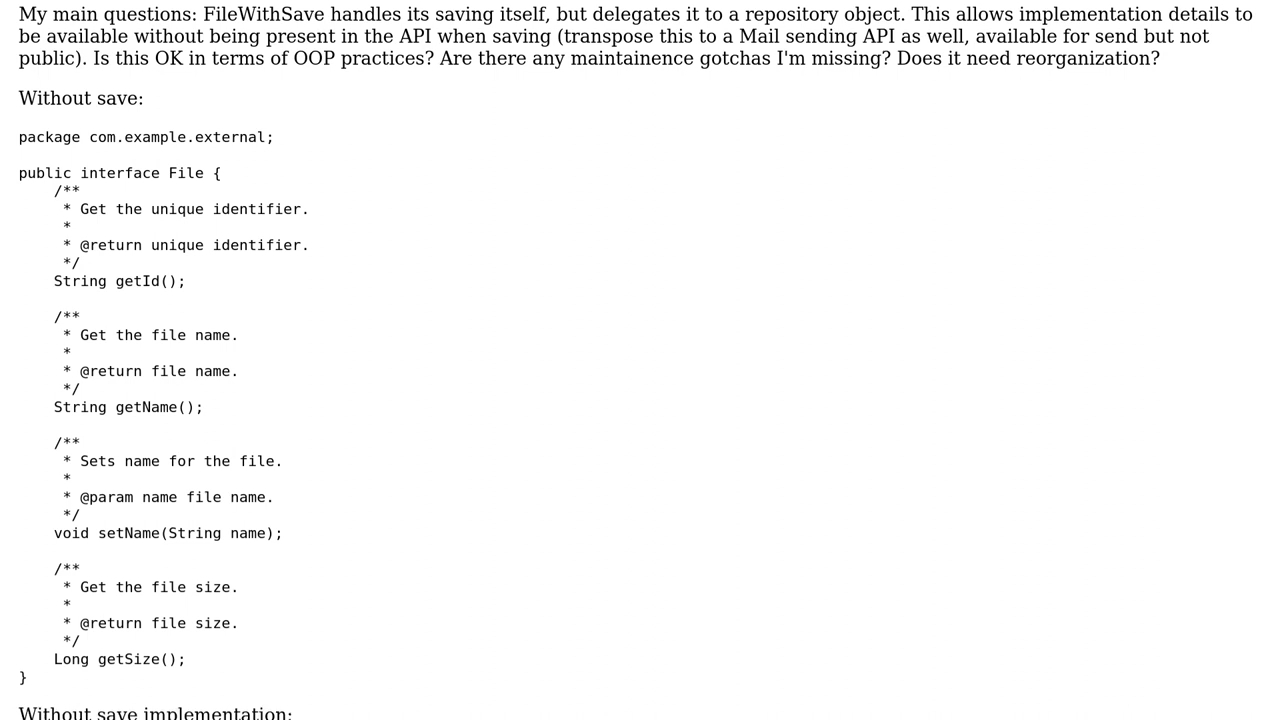 My main questions: FileWithSave handles its saving itself, but delegates it to a repository object. This allows implementation details to
be available without being present in the API when saving (transpose this to a Mail sending API as well, available for send but not
public). Is this OK in terms of OOP practices? Are there any maintainence gotchas I'm missing? Does it need reorganization?
Without save:
package com.example.external;
public interface File {
    /**
     * Get the unique identifier.
     *
     * @return unique identifier.
     */
    String getId();
    /**
     * Get the file name.
     *
     * @return file name.
     */
    String getName();
    /**
     * Sets name for the file.
     *
     * @param name file name.
     */
    void setName(String name);
    /**
     * Get the file size.
     *
     * @return file size.
     */
    Long getSize();
}
Without save implementation: